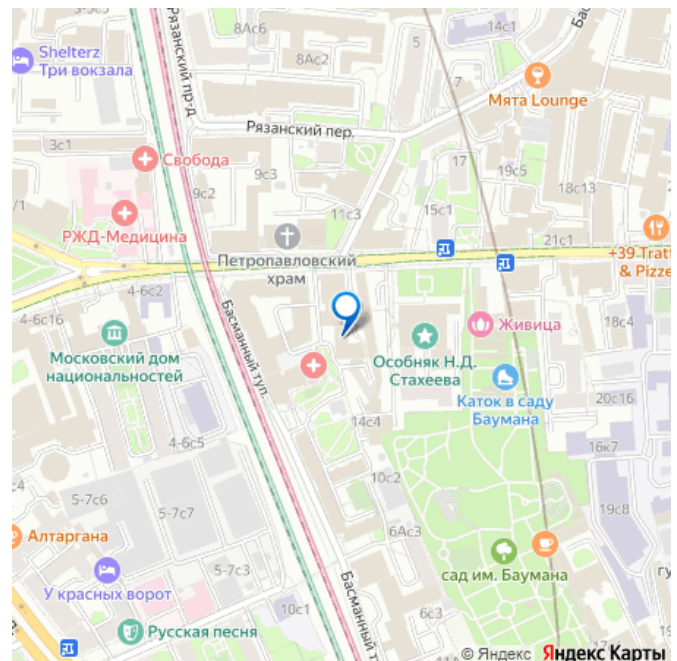 Shelterz
Три вокзала
Рязанский пр-д
8Ас6
8Ас2
5
7с1
Мята Lounge
Рязанский пер.
3с1
Свобода
9с3
9с2
17
19с5
18с13
РЖД-Медицина
11с3
15с1
Петропавловский
храм
21с1
+39 Tratt
& Pizze
4-6с2
4-6с16
Басманный туп.
Московский дом
национальностей
Особняк Н.Д.
Стахеева
Живица
18с4
Каток в саду
Баумана
20с16
14с4
4-6с5
16к7
10с2
5-7с6
5-7с7
19с8
6Ас3
Алтаргана
5-7с3
У красных ворот
сад им. Баумана
Басманный т
10с1
6с3
Русская песня
17с1
© Яндекс Яндекс Карты